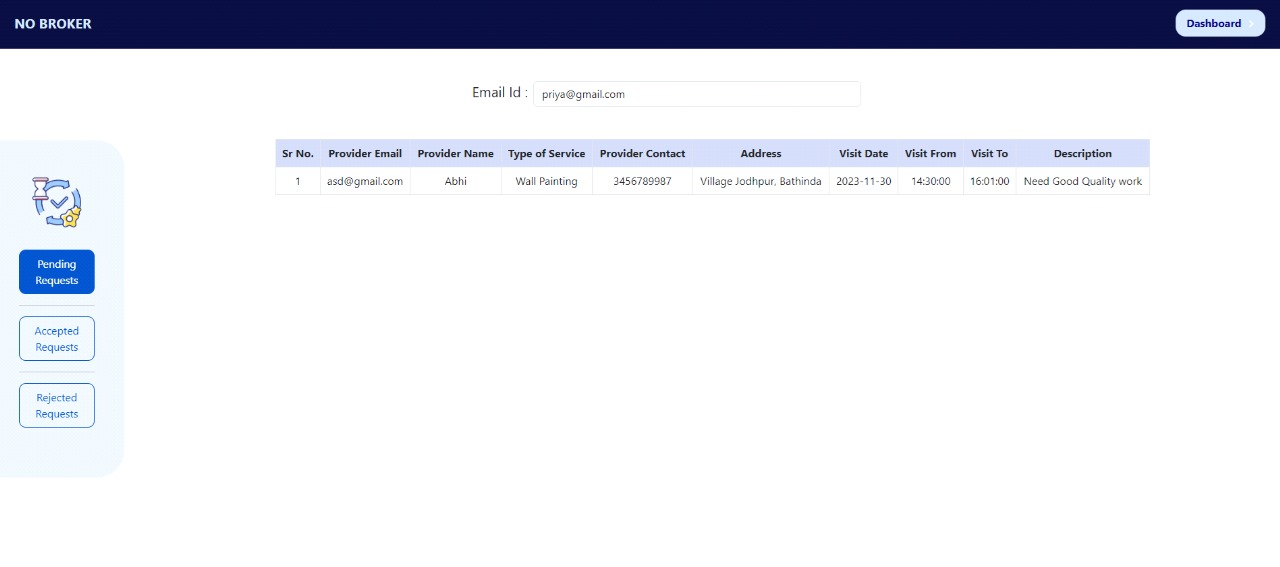 NO BROKER
Dashboard
Email Id :
priya@gmail.com
Sr No. Provider Email Provider Name Type of Service Provider Contact Address Visit Date Visit From Visit To Description
1 asd@gmail.com Abhi Wall Painting 3456789987 Village Jodhpur, Bathinda 2023-11-30 14:30:00 16:01:00 Need Good Quality work
Pending
Requests
Accepted
Requests
Rejected
Requests